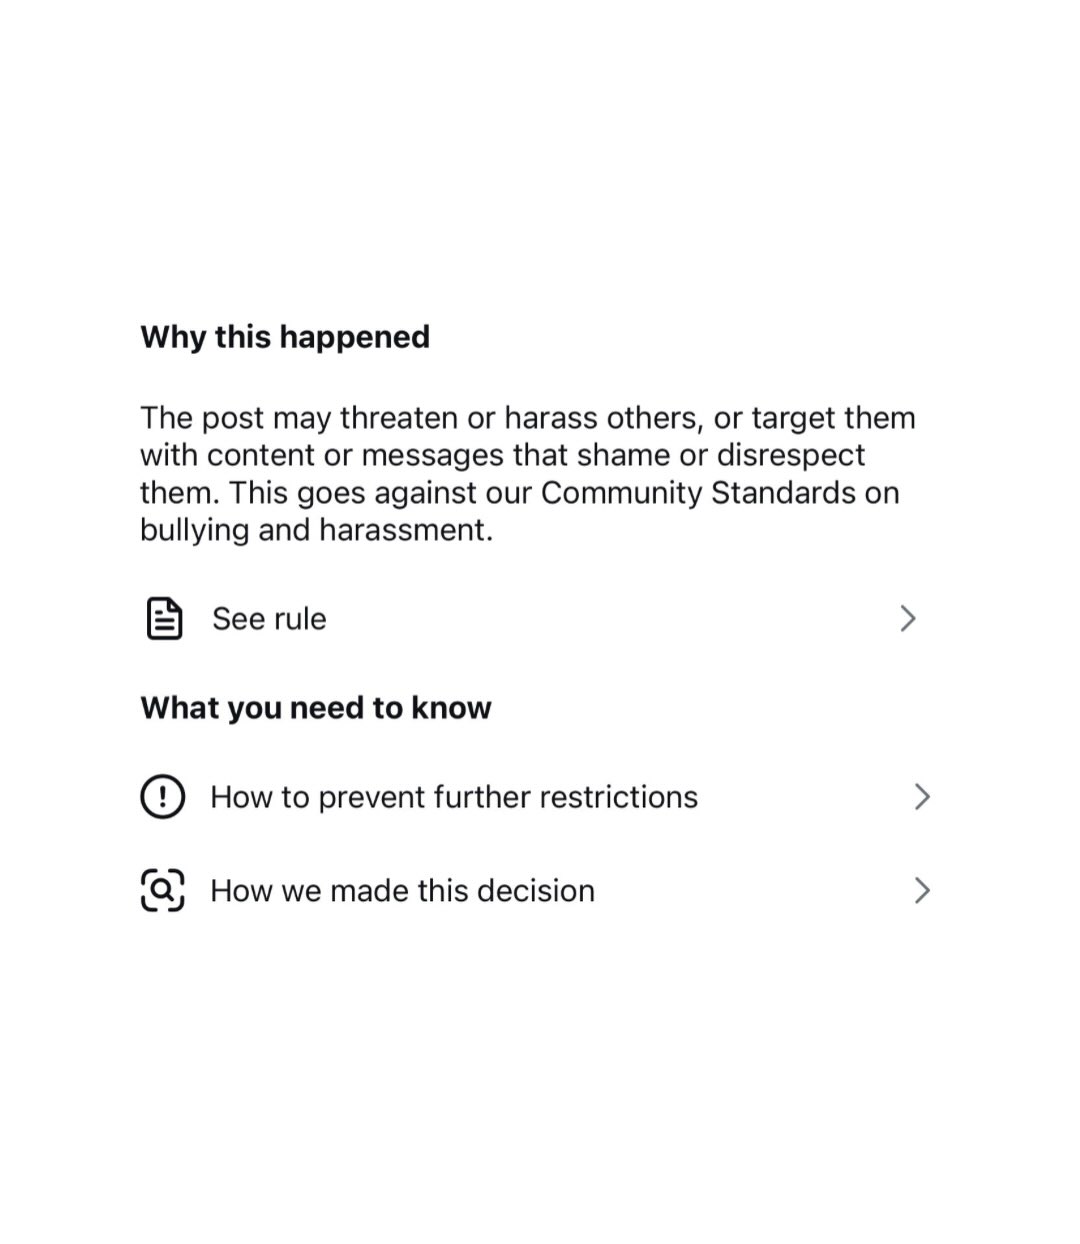 Why this happened
The post may threaten or harass others, or target them
with content or messages that shame or disrespect
them. This goes against our Community Standards on
bullying and harassment.
See rule
What you need to know
How to prevent further restrictions
How we made this decision